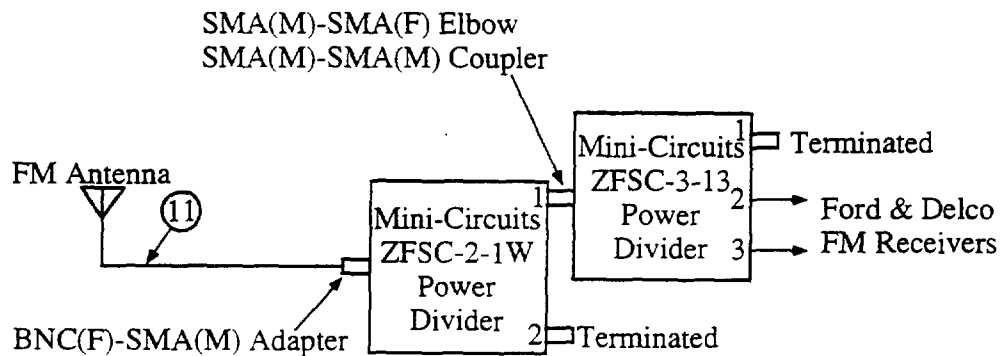 SMA(M)-SMA(F) Elbow
SMA(M)-SMA(M) Coupler
FM Antenna
11
BNC(F)-SMA(M) Adapter
Mini-Circuits
ZFSC-2-1W
Power
Divider
1
2
Terminated
Mini-Circuits
ZFSC-3-13
Power
Divider
1
2
3
Terminated
Ford & Delco
FM Receivers